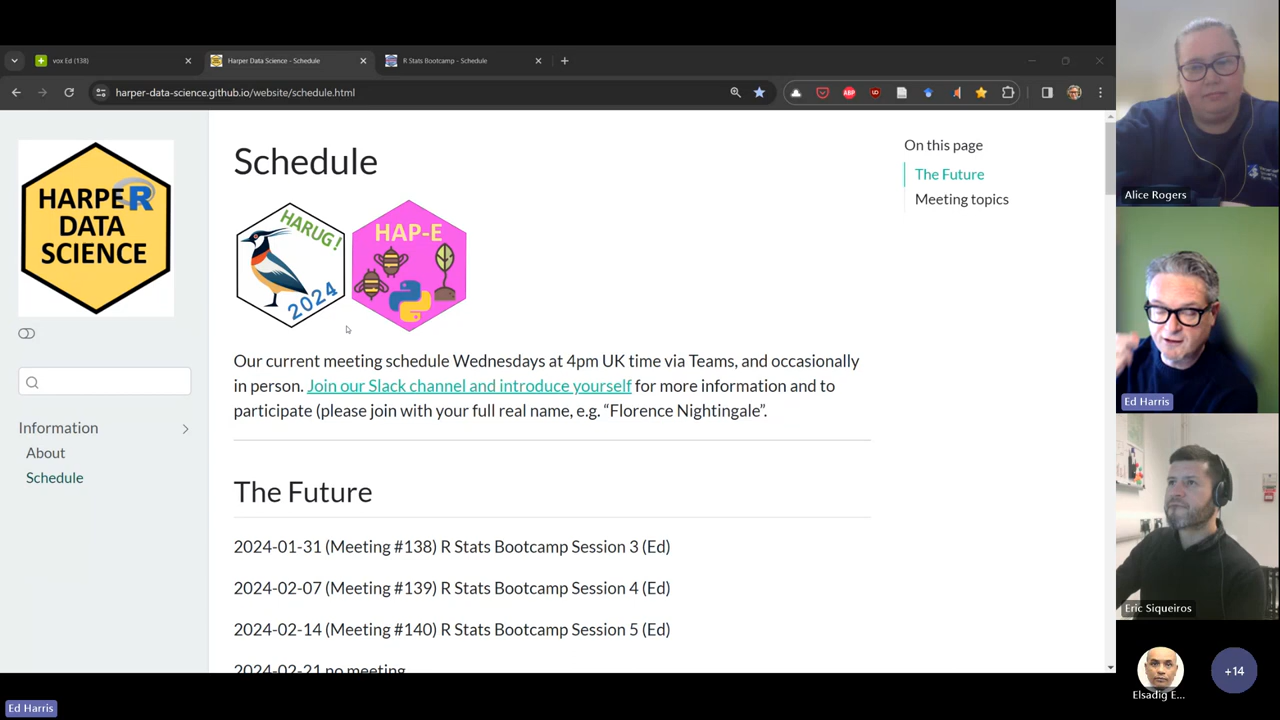 vox Ed (138)
Harper Data Science - Schedule
R Stats Bootcamp - Schedule
harper-data-science.github.io/website/schedule.html
ABP
HARPER
DATA
SCIENCE
Information
About
Schedule
Schedule
HARUG!
2024
HAP-E
Our current meeting schedule Wednesdays at 4pm UK time via Teams, and occasionally
in person. Join our Slack channel and introduce yourself for more information and to
participate (please join with your full real name, e.g. “Florence Nightingale”.
The Future
2024-01-31 (Meeting #138) R Stats Bootcamp Session 3 (Ed)
2024-02-07 (Meeting #139) R Stats Bootcamp Session 4 (Ed)
2024-02-14 (Meeting #140) R Stats Bootcamp Session 5 (Ed)
2024-02-21 no meeting
On this page
The Future
Meeting topics
Alice Rogers
Ed Harris
Eric Siqueiros
Elsadig E...
+14
Ed Harris